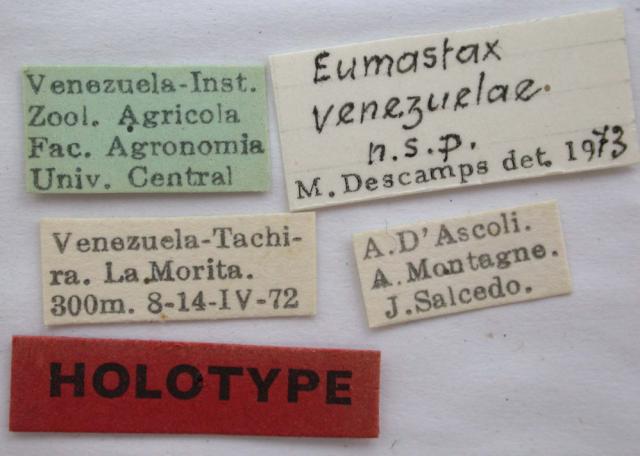 Venezuela-Inst.
Zool. Agricola
Fac. Agronomia
Univ. Central
Eumastax
venezuelae.
n.s.p.
M. Descamps det. 1973
Venezuela-Tachi-
ra. La Morita.
300m. 8-14-IV-72
A. D'Ascoli.
A. Montagne.
J. Salcedo.
HOLOTYPE